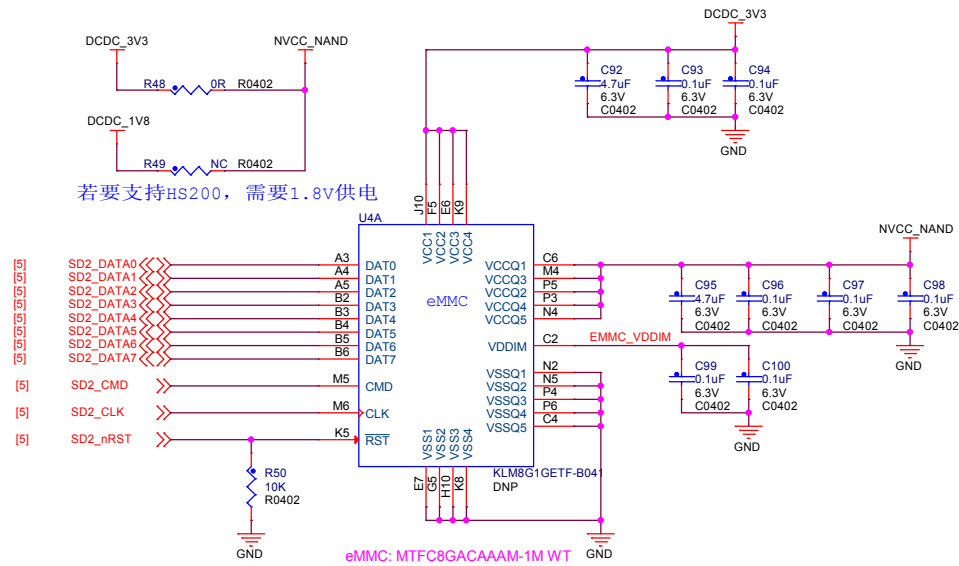 DCDC_3V3
NVCC_NAND
R48
0R
R0402
DCDC_1V8
R49
NC
R0402
若要支持HS200，需要1.8V供电
DCDC_3V3
C92
4.7uF
6.3V
C0402
C93
0.1uF
6.3V
C0402
C94
0.1uF
6.3V
C0402
GND
J10
F5
E6
K9
U4A
VCC1
VCC2
VCC3
VCC4
eMMC
[5] SD2_DATA0 A3 DAT0
[5] SD2_DATA1 A4 DAT1
[5] SD2_DATA2 A5 DAT2
[5] SD2_DATA3 B2 DAT3
[5] SD2_DATA4 B3 DAT4
[5] SD2_DATA5 B4 DAT5
[5] SD2_DATA6 B5 DAT6
[5] SD2_DATA7 B6 DAT7
[5] SD2_CMD M5 CMD
[5] SD2_CLK M6 CLK
[5] SD2_nRST K5 RST
VCCQ1 C6
VCCQ3 M4
VCCQ2 P5
VCCQ4 P3
VCCQ5 N4
VDDIM C2 EMMC_VDDIM
VSSQ1 N2
VSSQ2 N5
VSSQ3 P4
VSSQ4 P6
VSSQ5 C4
VSS1
VSS2
VSS3
VSS4
E7
G5
H10
K8
KLM8G1GETF-B041
DNP
NVCC_NAND
C95
4.7uF
6.3V
C0402
C96
0.1uF
6.3V
C0402
C97
0.1uF
6.3V
C0402
C98
0.1uF
6.3V
C0402
GND
C99
0.1uF
6.3V
C0402
C100
0.1uF
6.3V
C0402
GND
R50
10K
R0402
GND
GND
eMMC: MTFC8GACAAAM-1M WT